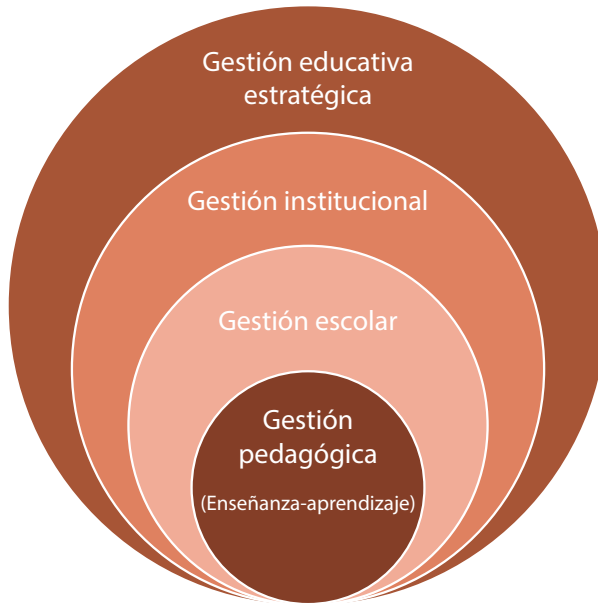 Gestión educativa
estratégica
Gestión institucional
Gestión escolar
Gestión
pedagógica
(Enseñanza-aprendizaje)